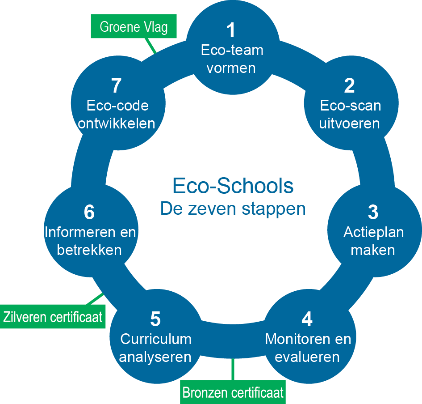 Groene Vlag
1
Eco-team
vormen
2
Eco-scan
uitvoeren
3
Actieplan
maken
4
Monitoren en
evalueren
Bronzen certificaat
5
Curriculum
analyseren
Zilveren certificaat
6
Informeren en
betrekken
7
Eco-code
ontwikkelen
Eco-Schools
De zeven stappen